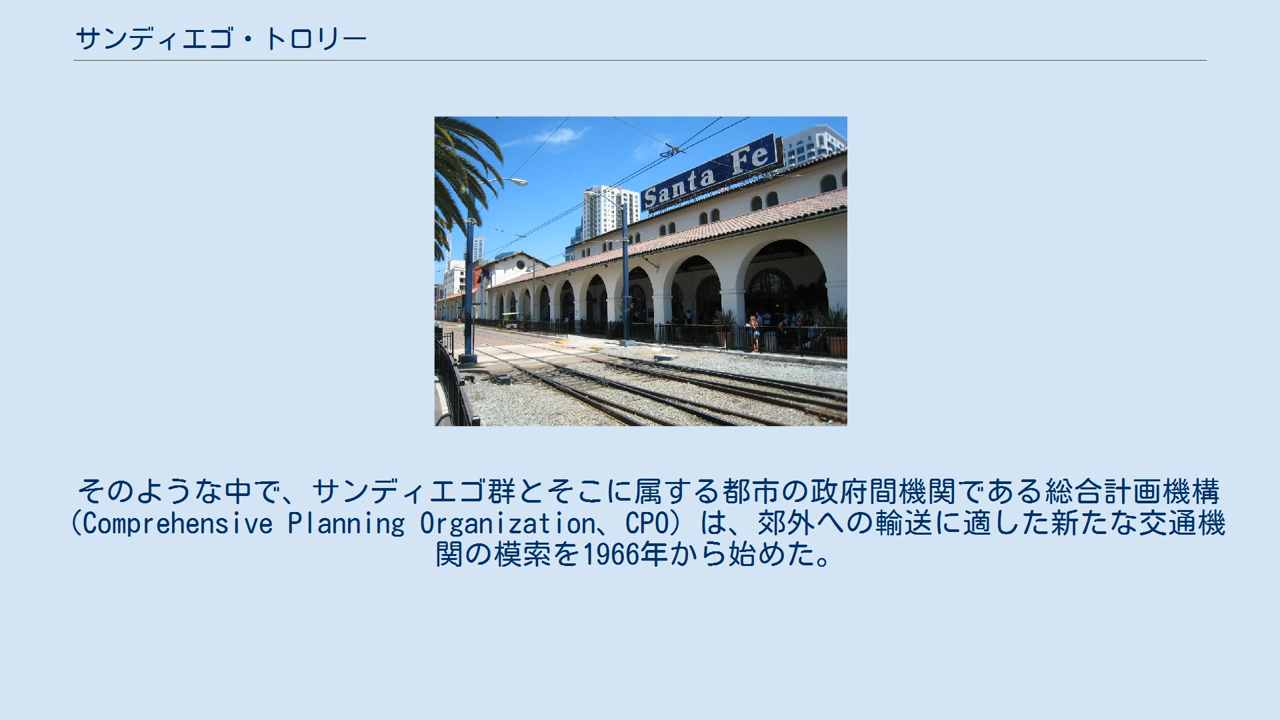 サンディエゴ・トロリー
Santa Fe
そのような中で、サンディエゴ群とそこに属する都市の政府間機関である総合計画機構
（Comprehensive Planning Organization、CPO）は、郊外への輸送に適した新たな交通機
関の模索を1966年から始めた。